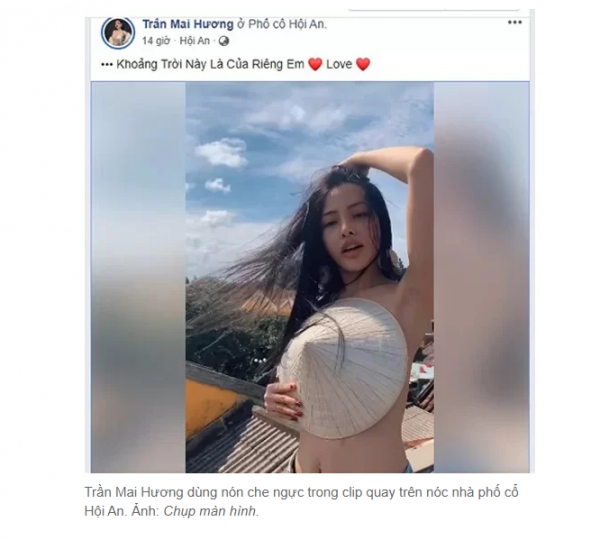 Trần Mai Hương ở Phố cổ Hội An.
14 giờ · Hội An ·
••• Khoảng Trời Này Là Của Riêng Em ❤️ Love ❤️
Trần Mai Hương dùng nón che ngực trong clip quay trên nóc nhà phố cổ
Hội An. Ảnh: Chụp màn hình.